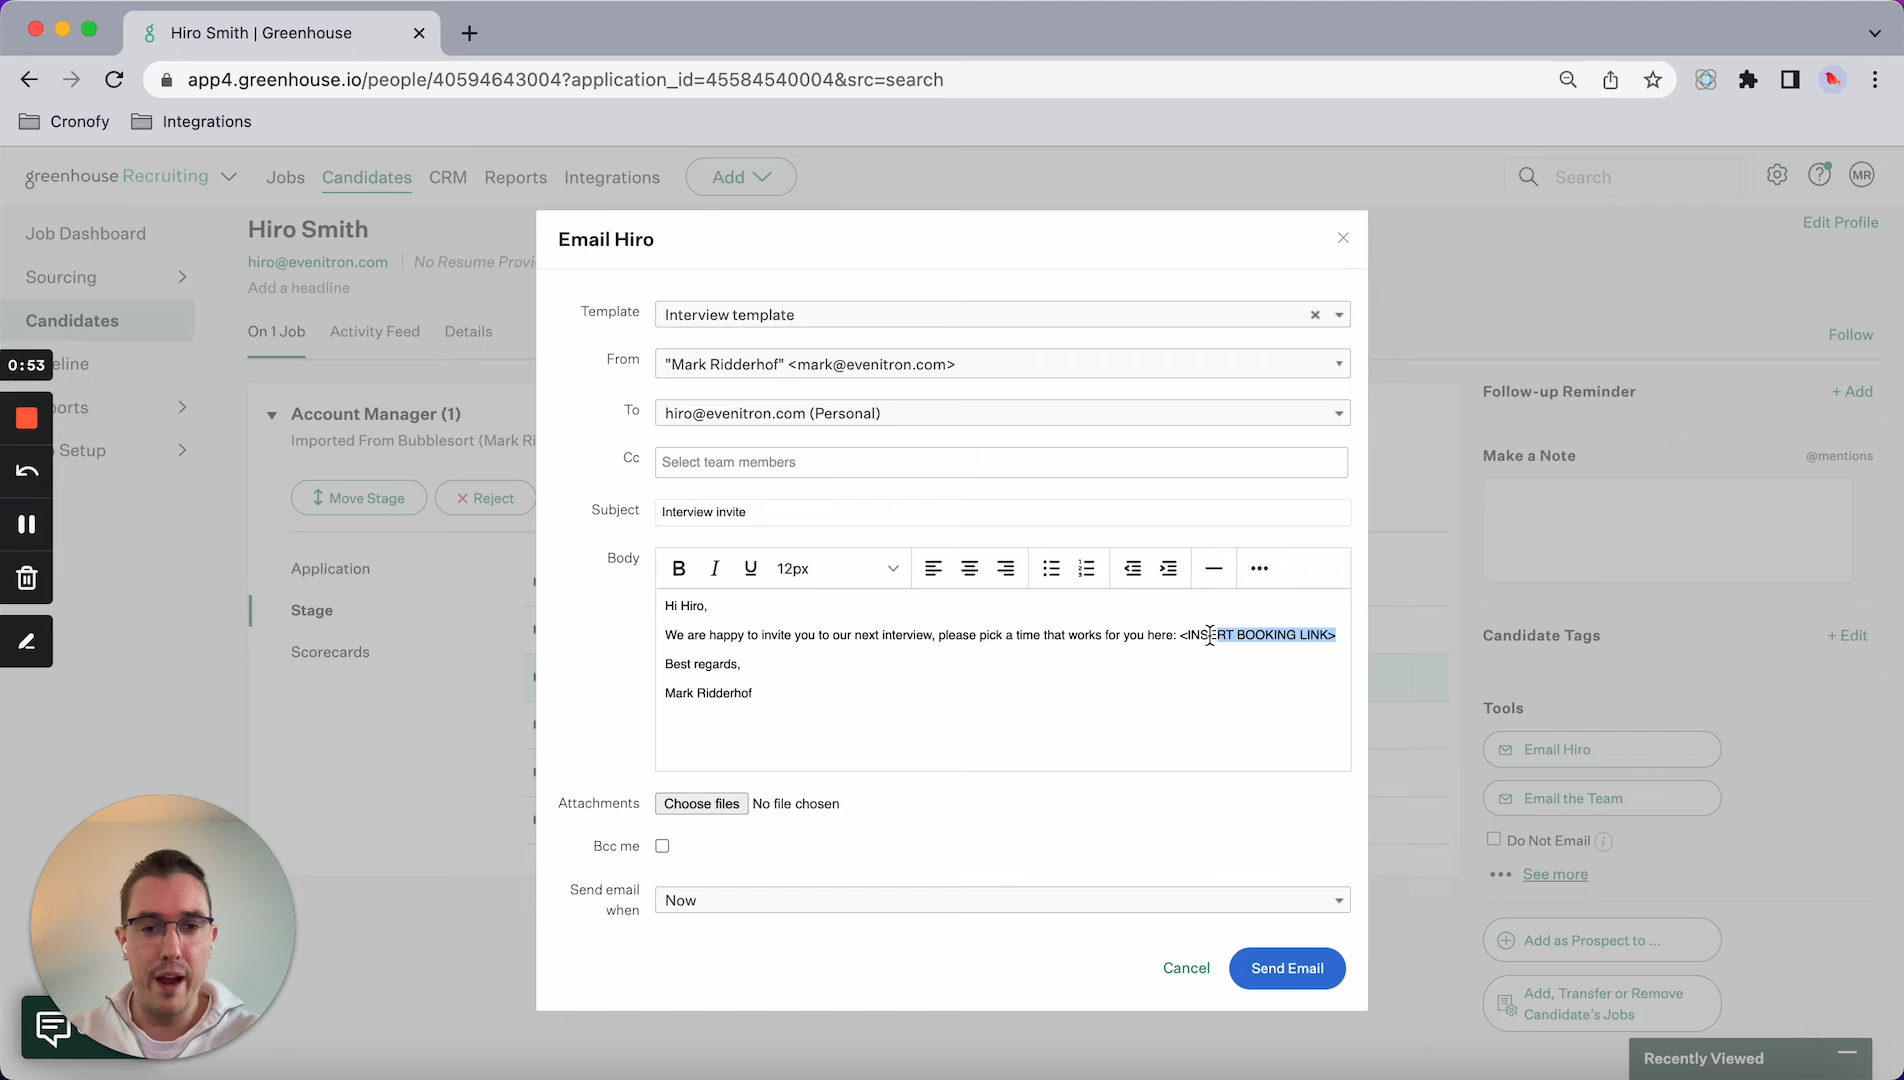 Hiro Smith | Greenhouse
app4.greenhouse.io/people/40594643004?application_id=45584540004&src=search
Cronofy
Integrations
greenhouse Recruiting
Jobs
Candidates
CRM
Reports
Integrations
Add
Search
MR
Job Dashboard
Sourcing
Candidates
eline
orts
Setup
0:53
Hiro Smith
hiro@evenitron.com
No Resume Provi
Add a headline
On 1 Job
Activity Feed
Details
Account Manager (1)
Imported From Bubblesort (Mark Ri
Move Stage
Reject
Application
Stage
Scorecards
Email Hiro
Template
Interview template
From
"Mark Ridderhof" <mark@evenitron.com>
To
hiro@evenitron.com (Personal)
Cc
Select team members
Subject
Interview invite
Body
B I U 12px
Hi Hiro,
We are happy to invite you to our next interview, please pick a time that works for you here: <INSERT BOOKING LINK>
Best regards,
Mark Ridderhof
Attachments
Choose files No file chosen
Bcc me
Send email
when
Now
Cancel
Send Email
Edit Profile
Follow
Follow-up Reminder
+ Add
Make a Note
@mentions
Candidate Tags
+ Edit
Tools
Email Hiro
Email the Team
Do Not Email
See more
Add as Prospect to ...
Add, Transfer or Remove
Candidate's Jobs
Recently Viewed